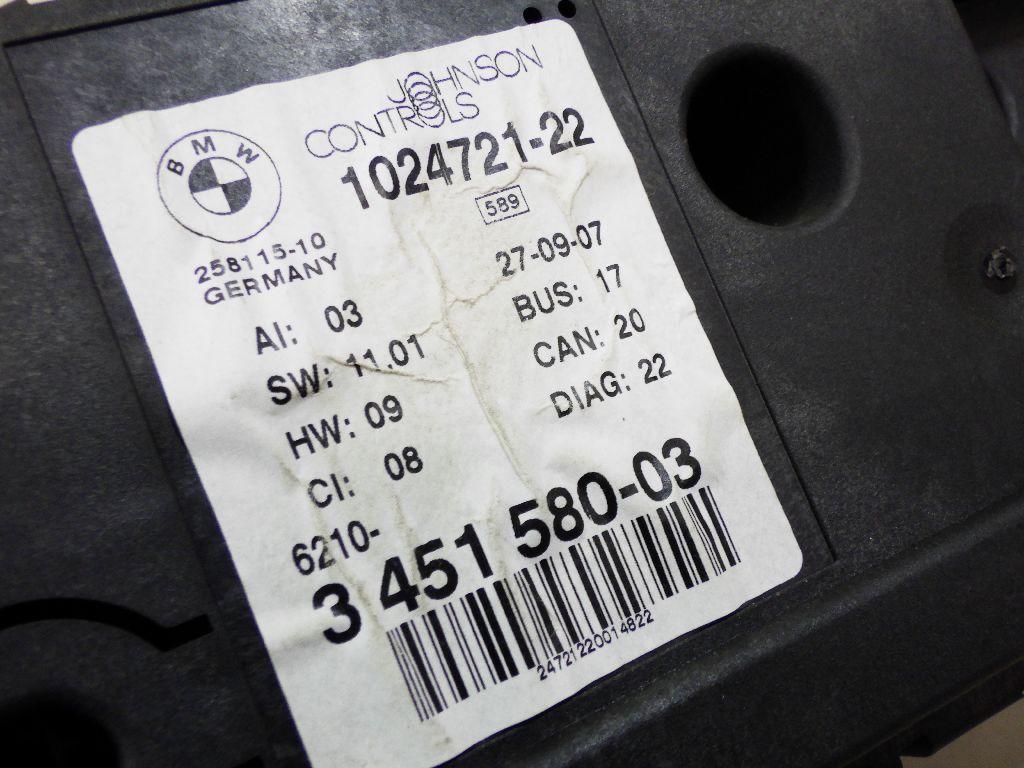 BMW
JOHNSON
CONTROLS
1024721-22
589
258115-10
GERMANY
27-09-07
AI: 03
BUS: 17
SW: 11.01
CAN: 20
HW: 09
DIAG: 22
CI: 08
6210-
3 451 580-03
24721220014822